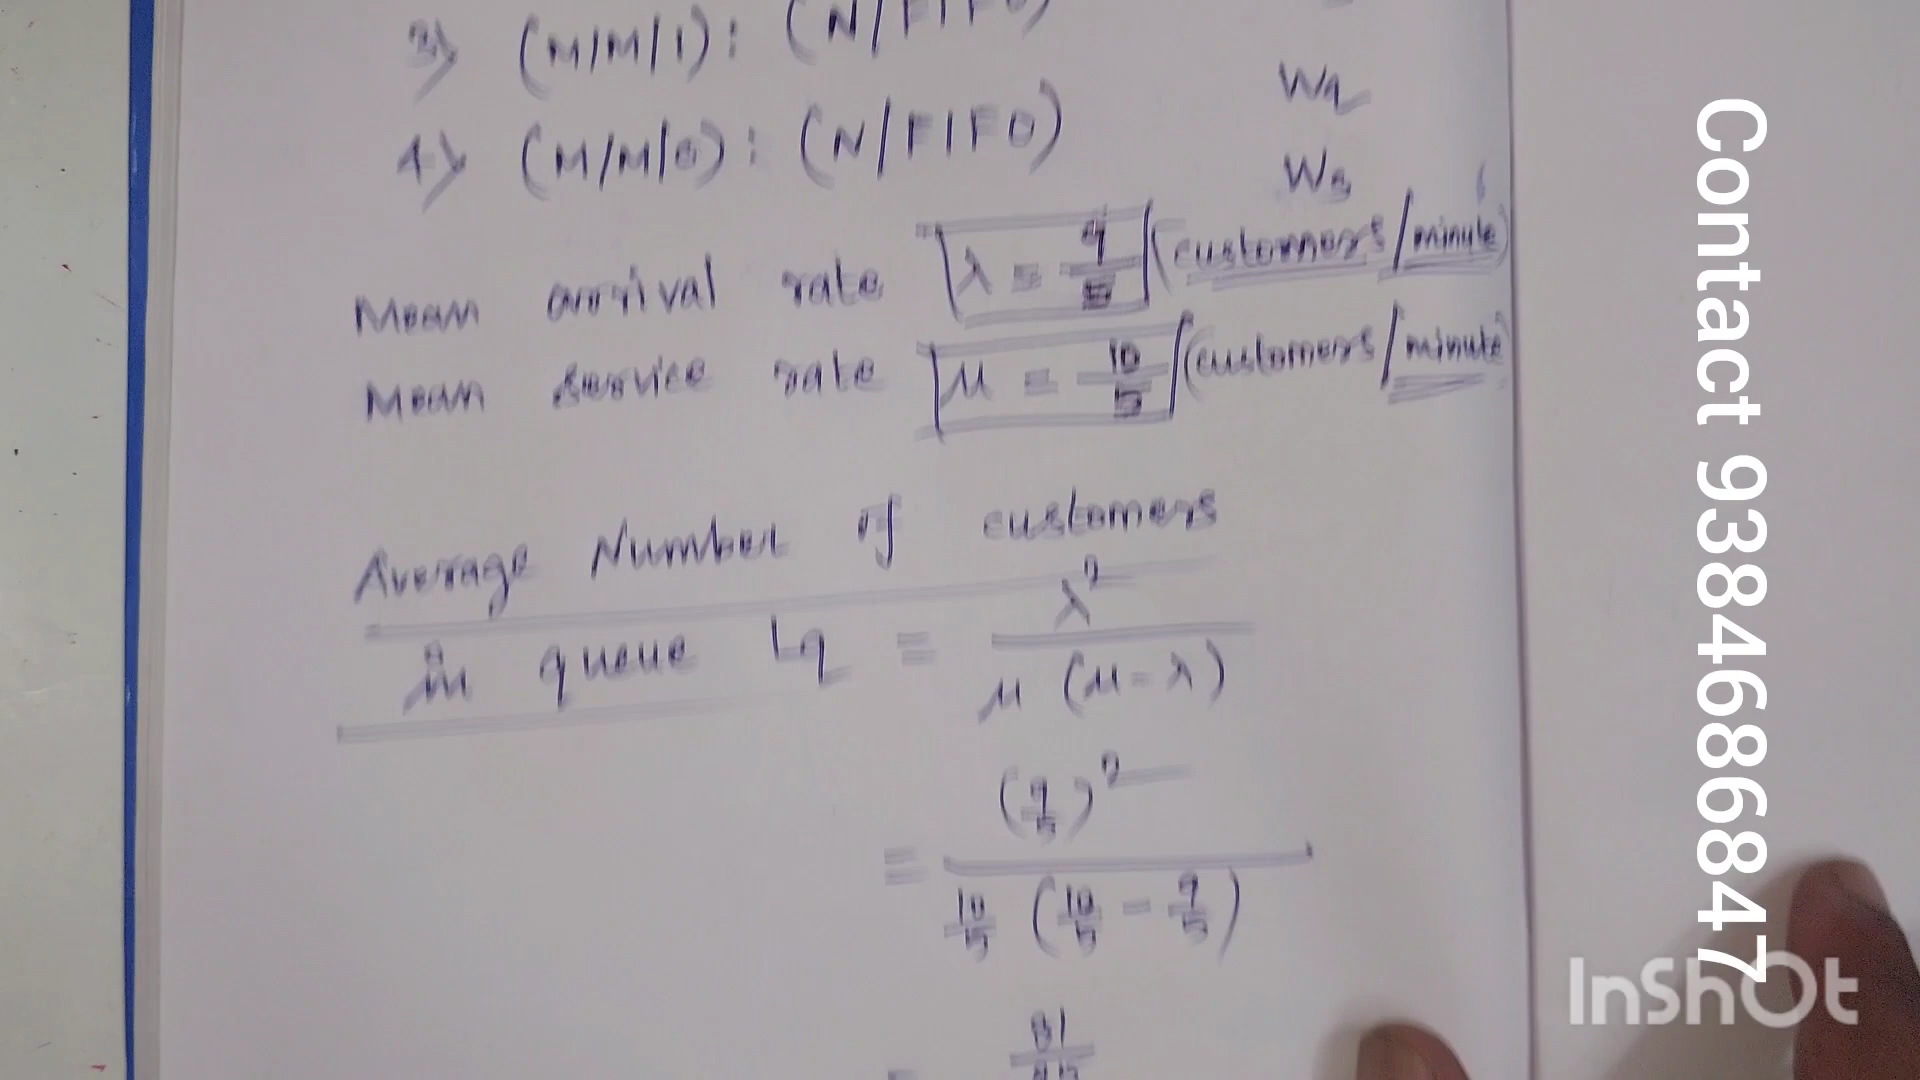 3) (M/M/1): (N/FIFO)
Wq
4) (M/M/C): (N/FIFO)
Ws
Mean arrival rate λ = 9/5 (customers/minute)
Mean service rate μ = 10/5 (customers/minute)
Average Number of customers
in queue Lq = λ² / μ (μ - λ)
= (9/5)² / 10/5 (10/5 - 9/5)
= 81
Contact 9384686847
InShOt